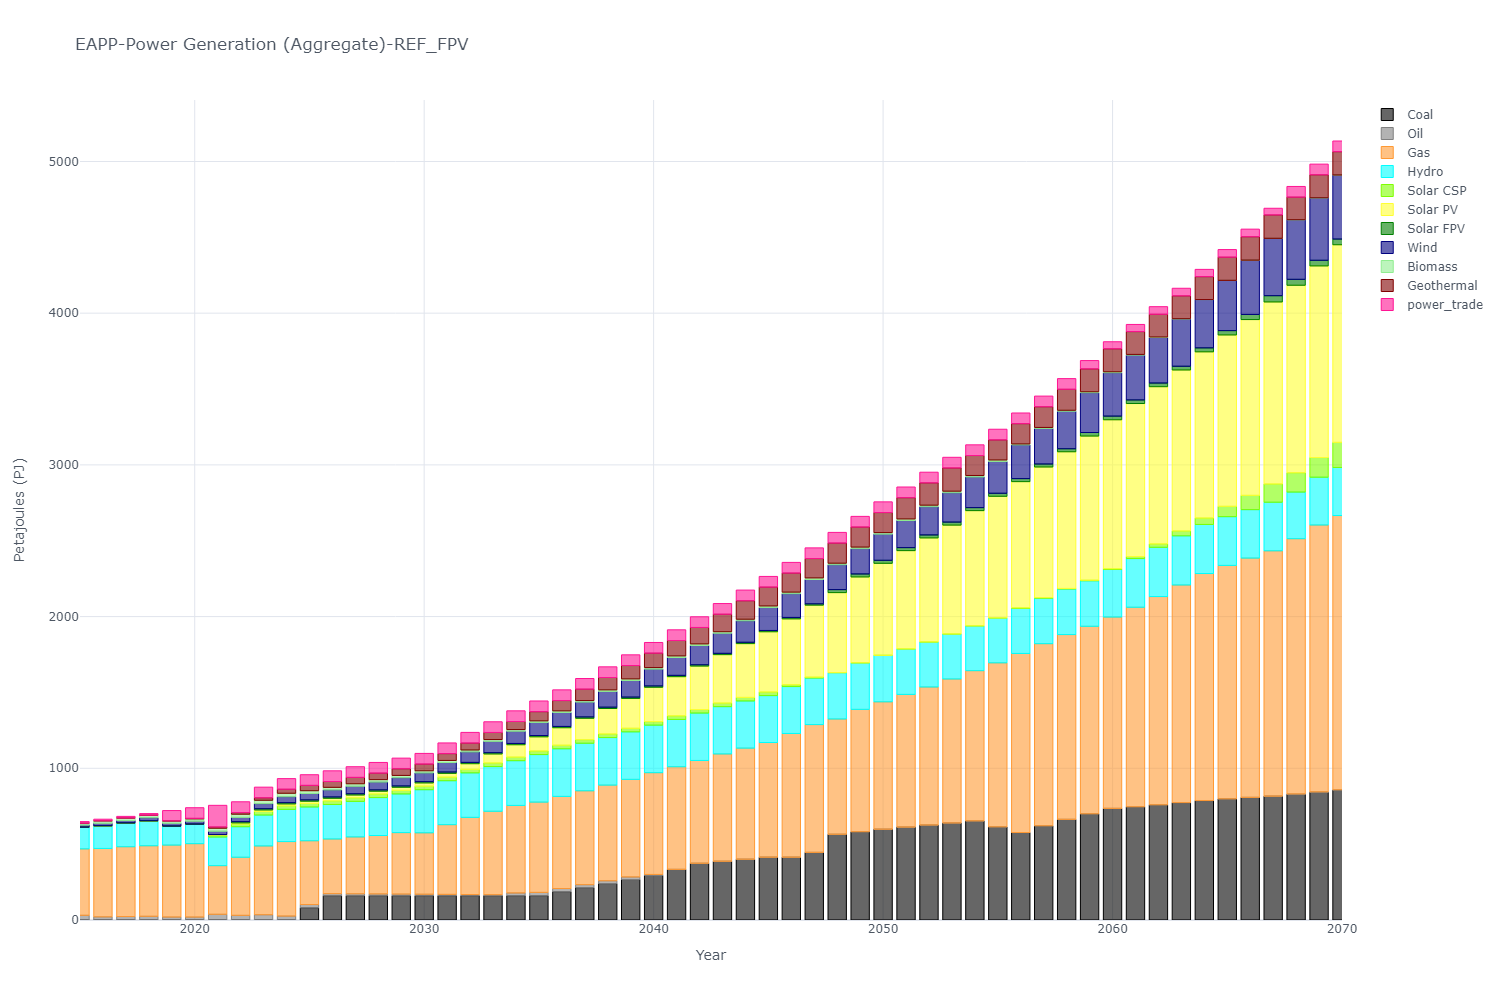 EAPP-Power Generation (Aggregate)-REF_FPV
Coal
Oil
Gas
Hydro
Solar CSP
Solar PV
Solar FPV
Wind
Biomass
Geothermal
power_trade
Petajoules (PJ)
5000
4000
3000
2000
1000
0
2020
2030
2040
2050
2060
2070
Year